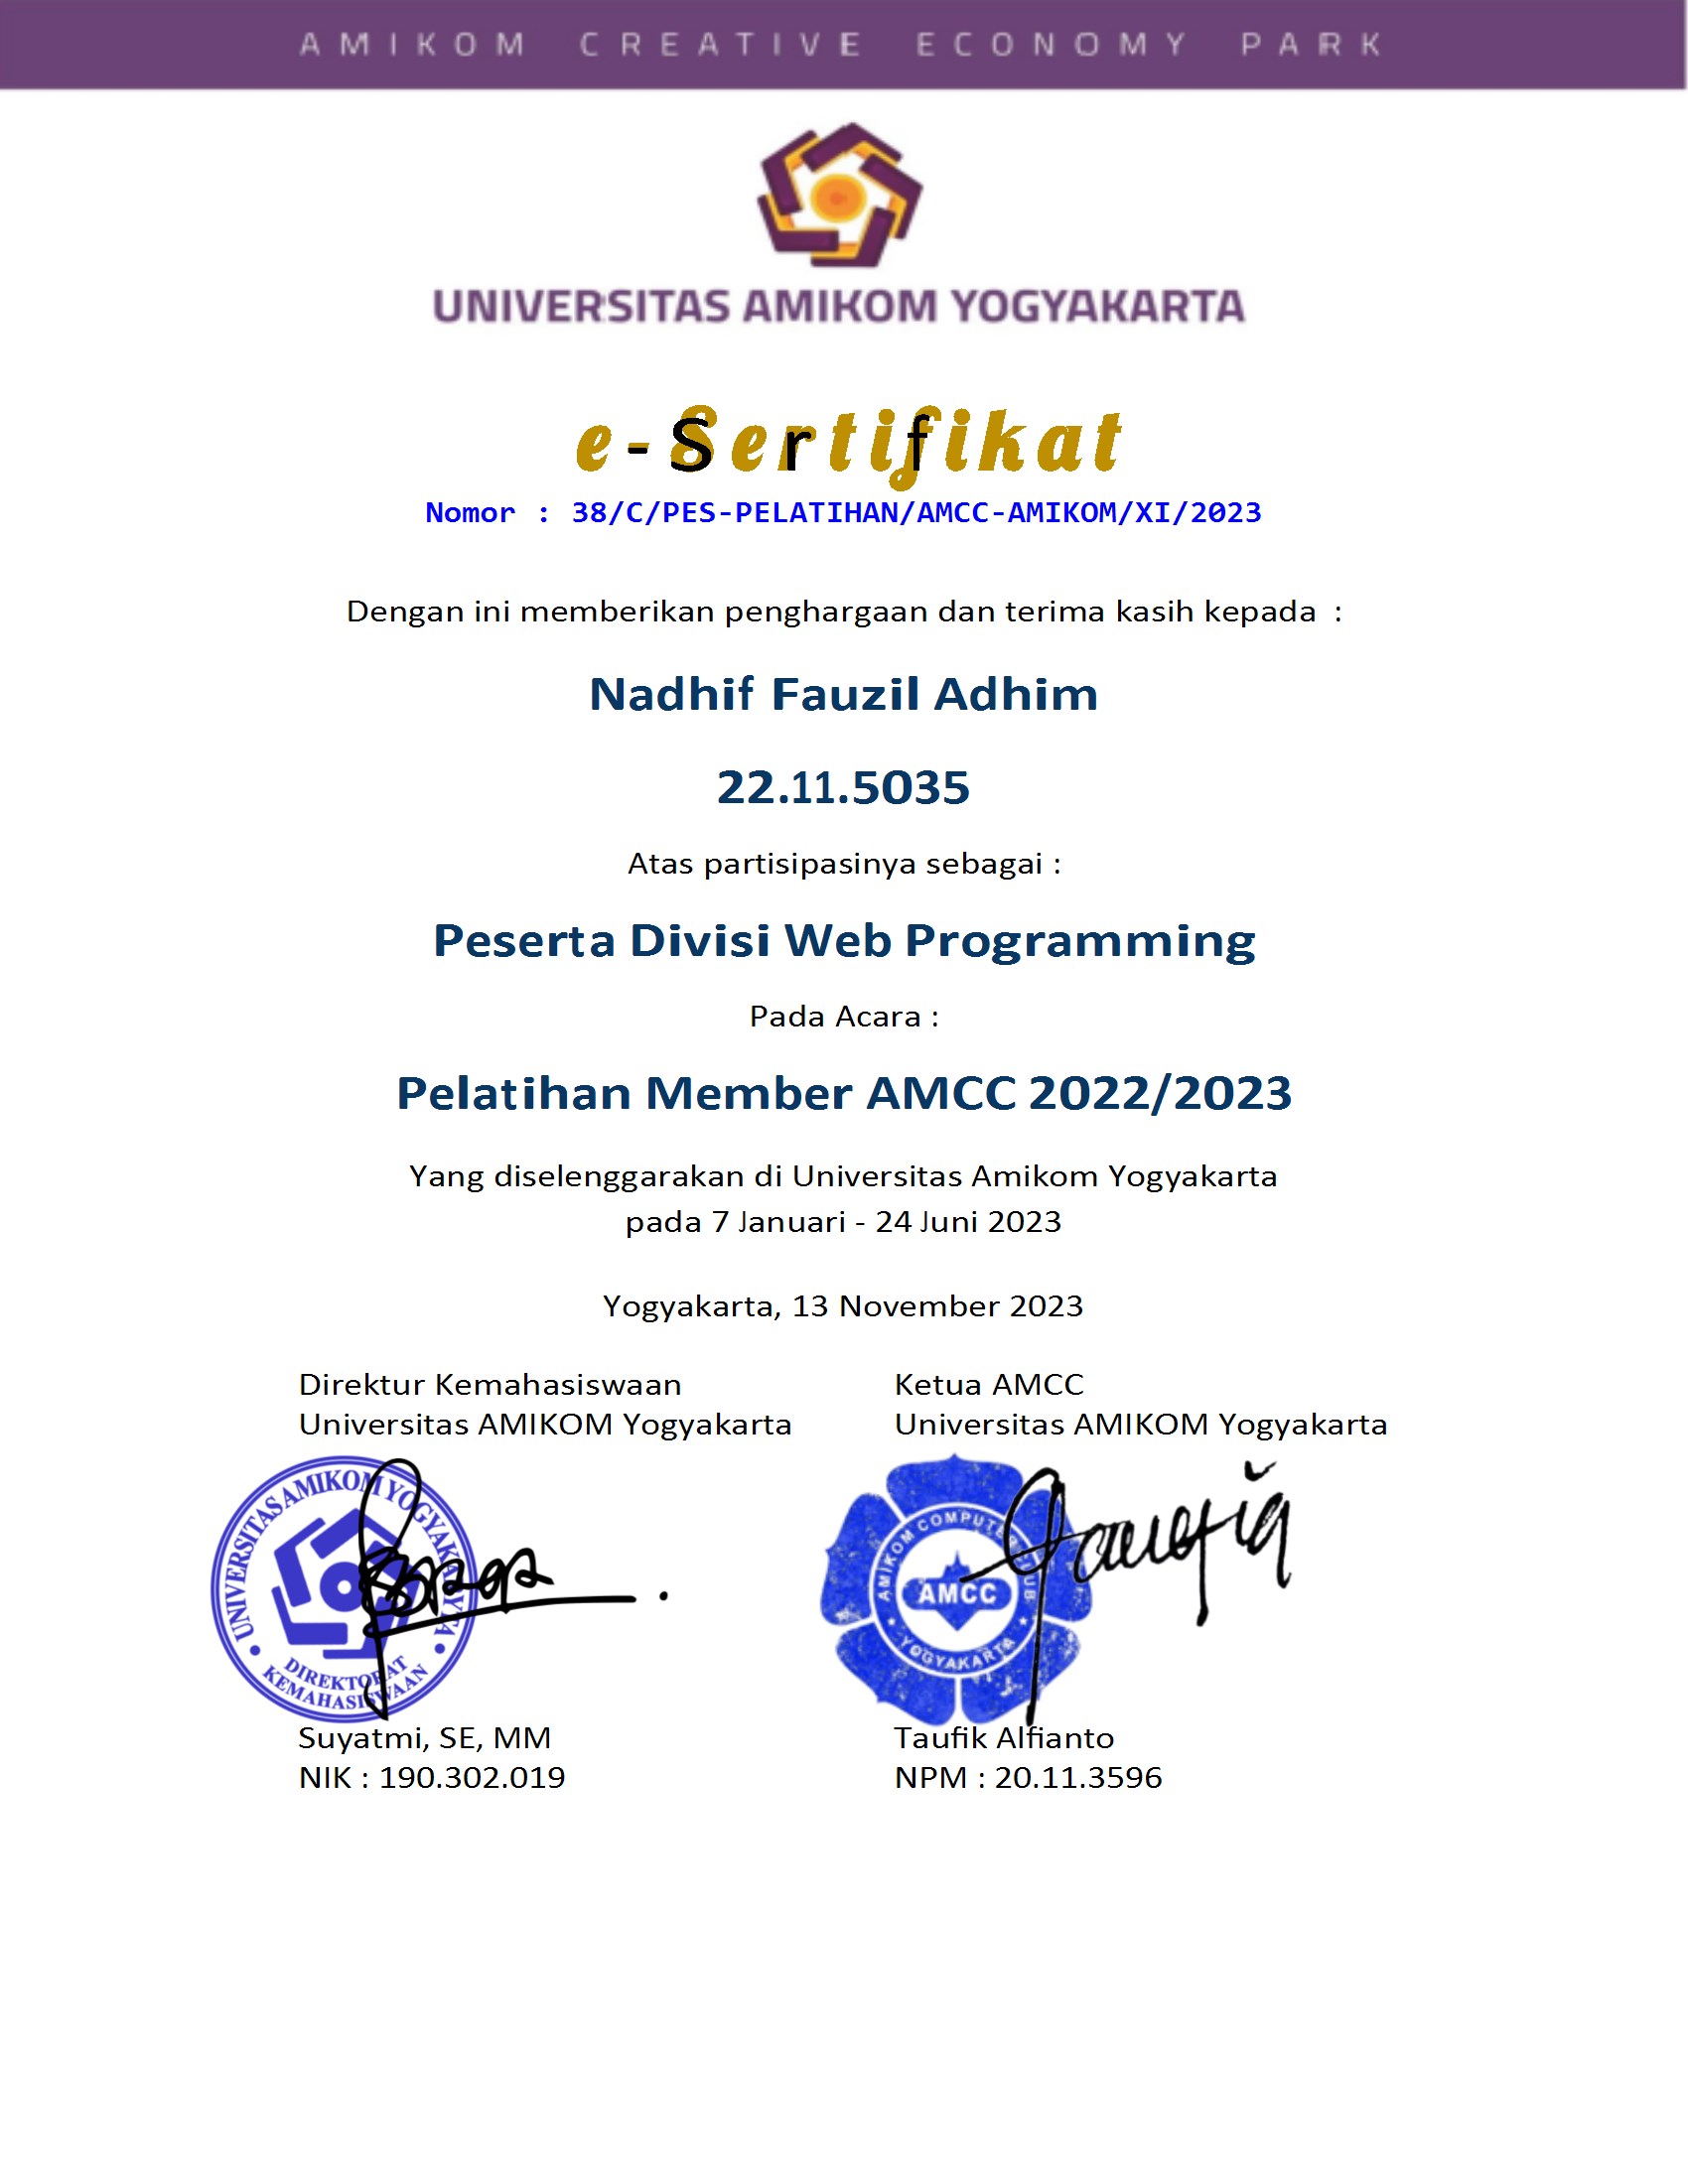 AMIKOM CREATIVE ECONOMY PARK
UNIVERSITAS AMIKOM YOGYAKARTA
e-Sertifikat
Nomor : 38/C/PES-PELATIHAN/AMCC-AMIKOM/XI/2023
Dengan ini memberikan penghargaan dan terima kasih kepada :
Nadhif Fauzil Adhim
22.11.5035
Atas partisipasinya sebagai :
Peserta Divisi Web Programming
Pada Acara :
Pelatihan Member AMCC 2022/2023
Yang diselenggarakan di Universitas Amikom Yogyakarta
pada 7 Januari - 24 Juni 2023
Yogyakarta, 13 November 2023
Direktur Kemahasiswaan
Universitas AMIKOM Yogyakarta
UNIVERSITAS AMIKOM YOGYAKARTA
DIREKTORAT
KEMAHASISWAAN
Suyatmi, SE, MM
NIK : 190.302.019
Ketua AMCC
Universitas AMIKOM Yogyakarta
AMIKOM COMPUTER CLUB
AMCC
YOGYAKARTA
Taufik Alfianto
NPM : 20.11.3596